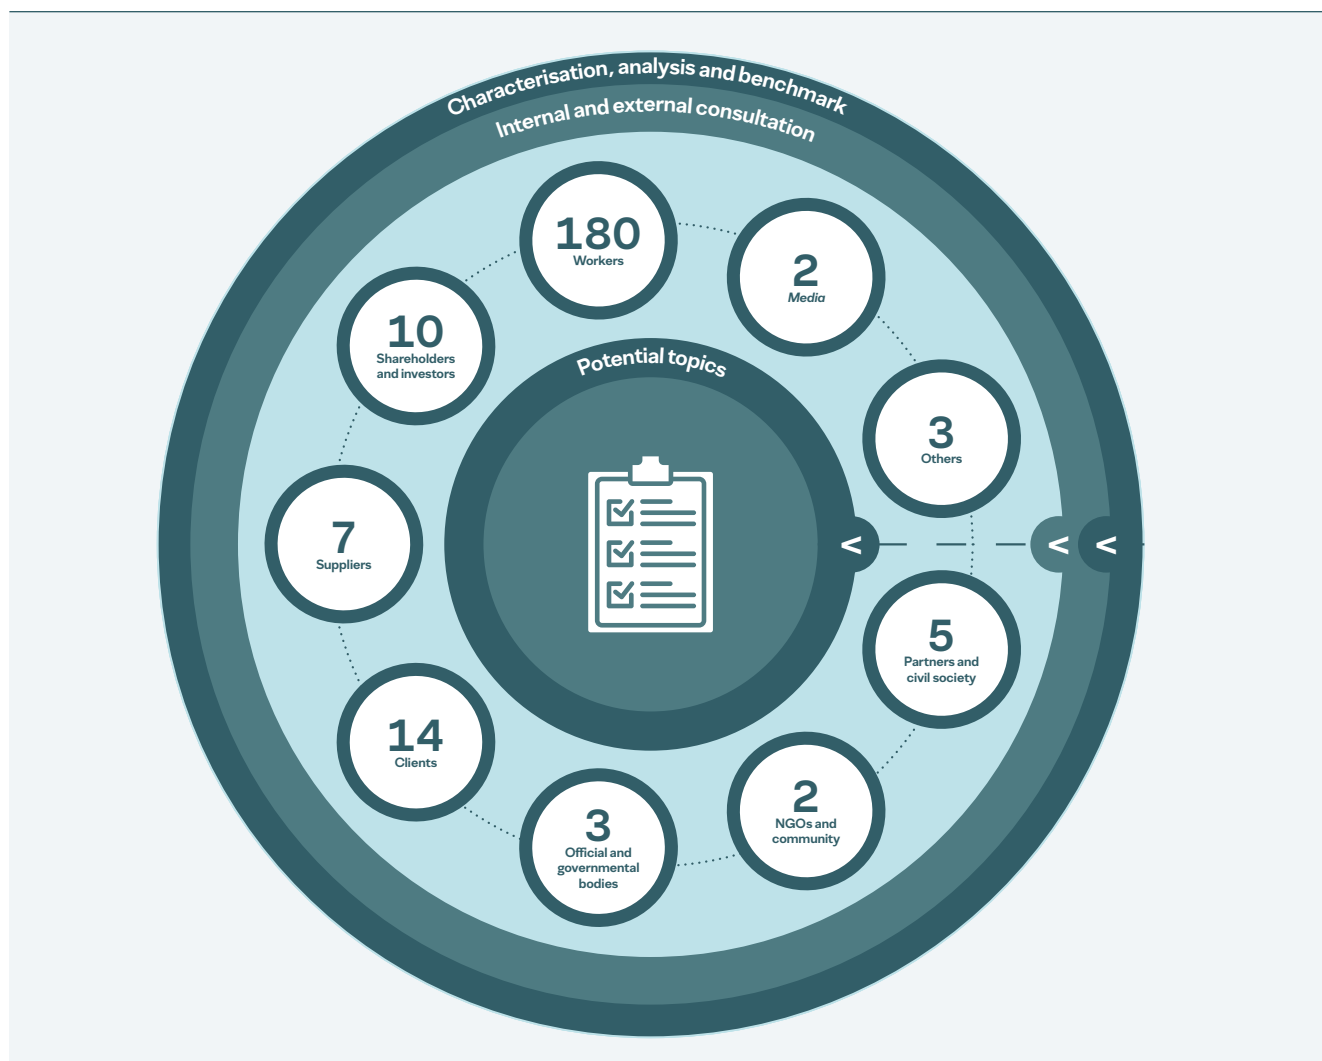 Characterisation, analysis and benchmark
Internal and external consultation
180
Workers
2
Media
10
Shareholders
and investors
Potential topics
3
Others
7
Suppliers
<
<
<
5
Partners and
civil society
14
Clients
2
NGOs and
community
3
Official and
governmental
bodies